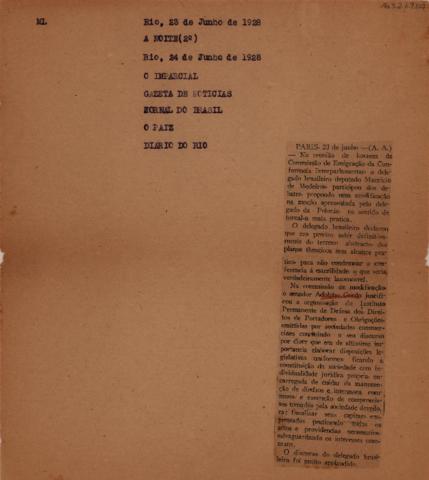 ML
Rio, 23 de Junho de 1928
A NOITE(2ª)
Rio, 24 de Junho de 1928
O IMPARCIAL
GAZETA DE NOTICIAS
JORNAL DO BRASIL
O PAIZ
DIARIO DO RIO
PARIS, 23 de junho —(A. A.)
— Na reunião de hontem da
Commissão de Emigração da Con-
ferencia Interparlamentar o dele-
gado brasileiro deputado Mauricio
de Medeiros participou dos de-
bates propondo uma modificação
na moção apresentada pelo dele-
gado da Polonia no sentido de
tornal-a mais pratica.
O delegado brasileiro declarou
que era preciso sahir definitiva-
mente do terreno abstracto dos
planos theoricos sem alcance pra-
tico para não condemnar a con-
ferencia á esterilidade o que seria
verdadeiramente lamentavel.
Na commissão de modificação
o senador Adolpho Gordo justifi-
cou a organisação do Instituto
Permanente de Defesa dos Direi-
tos de Portadores de Obrigações
emittidas por sociedades commer-
ciaes concluindo o seu discurso
por dizer que era de altissima im-
portancia elaborar disposições le-
gislativas uniformes ficando a
constituição da sociedade com in-
dividualidade juridica propria en-
carregada de cuidar da manuten-
ção de direitos e interesses com-
muns e execução de compromis-
sos tomados pela sociedade devedo-
ra; fiscalisar seus capitaes em-
prestados praticando todos os
actos e providencias necessarias
salvaguardando os interesses com-
muns.
O discurso do delegado brasi-
leiro foi muito applaudido.